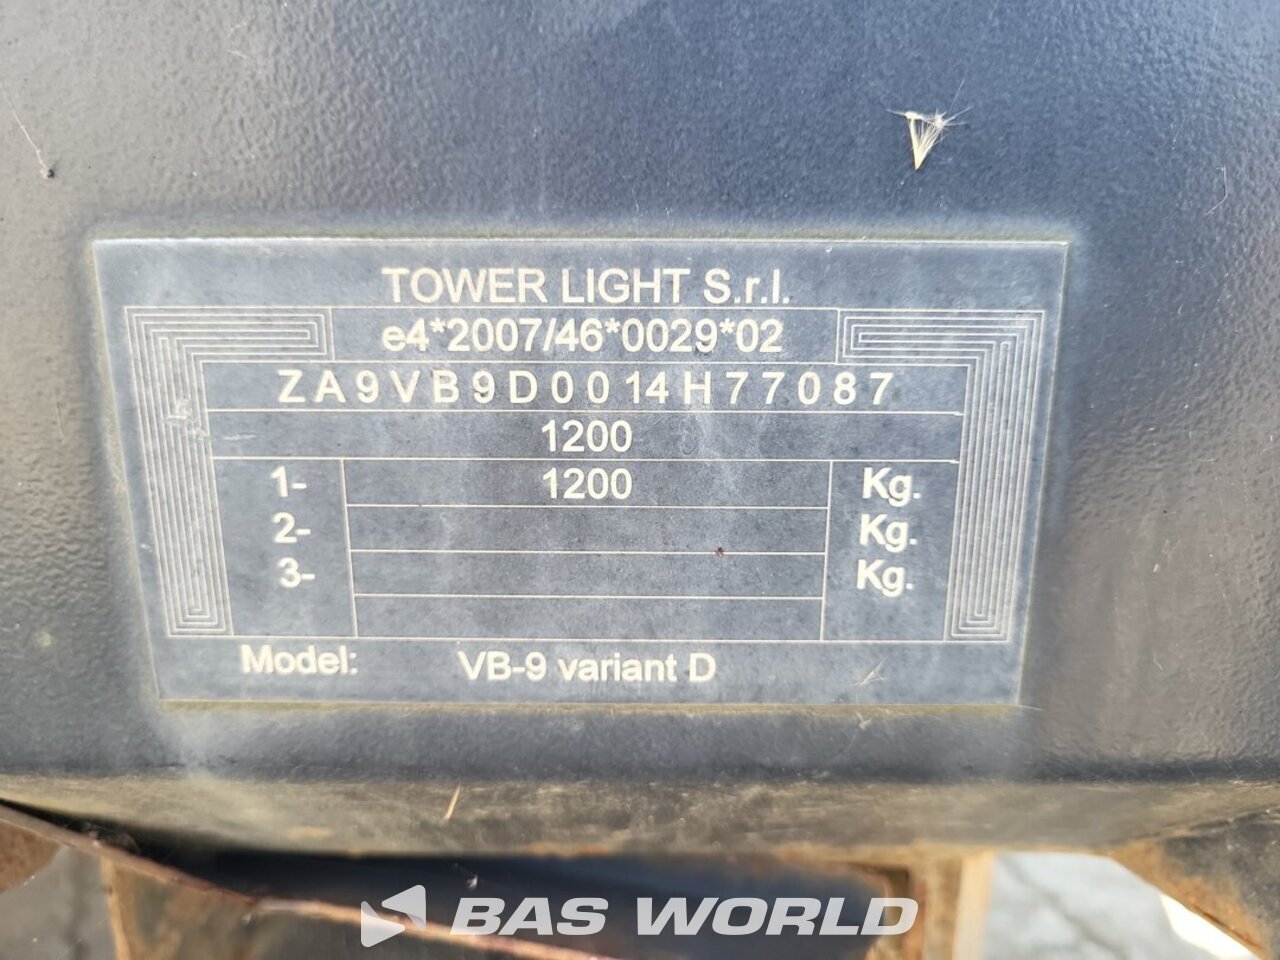 TOWER LIGHT S.r.l.
e4*2007/46*0029*02
ZA9VB9D0014H77087
1200
1- 1200 Kg.
2- Kg.
3- Kg.
Model: VB-9 variant D
BAS WORLD